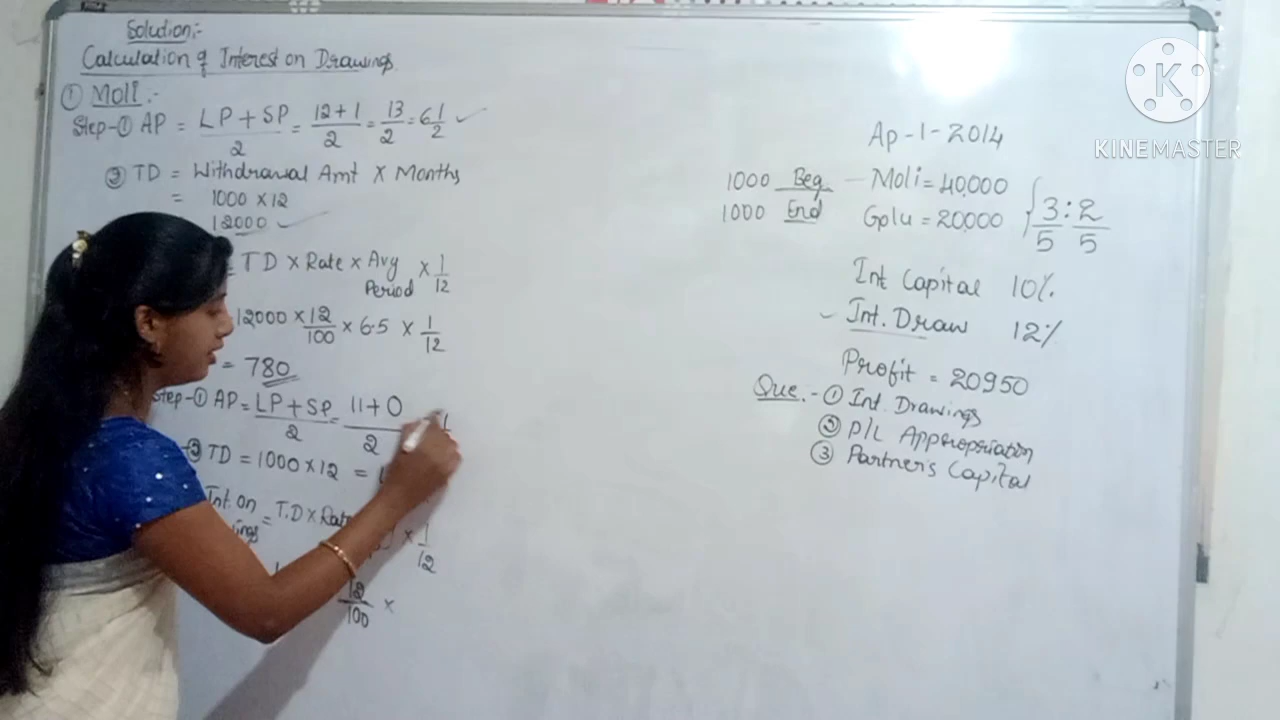 Solution:-
Calculation of Interest on Drawings
① Moli:-
Step-① AP = LP + SP / 2 = 12 + 1 / 2 = 13 / 2 = 6 1/2 ✓
② TD = Withdrawal Amt × Months
= 1000 × 12
12000 ✓
= TD × Rate × Avg Period × 1/12
12000 × 12/100 × 6.5 × 1/12
= 780
Step-① AP = LP + SP / 2 = 11 + 0 / 2
② TD = 1000 × 12 =
Int. on
= T.D × Rate × 1/12
12/100 ×
Ap - 1 - 2014
1000 Beg. — Moli = 40,000
1000 End Golu = 20,000 3/5 : 2/5
Int Capital 10%
✓ Int. Draw 12%
Profit = 20950
Que.- ① Int. Drawings
② P/L Appropriation
③ Partner's Capital
K
KINEMASTER